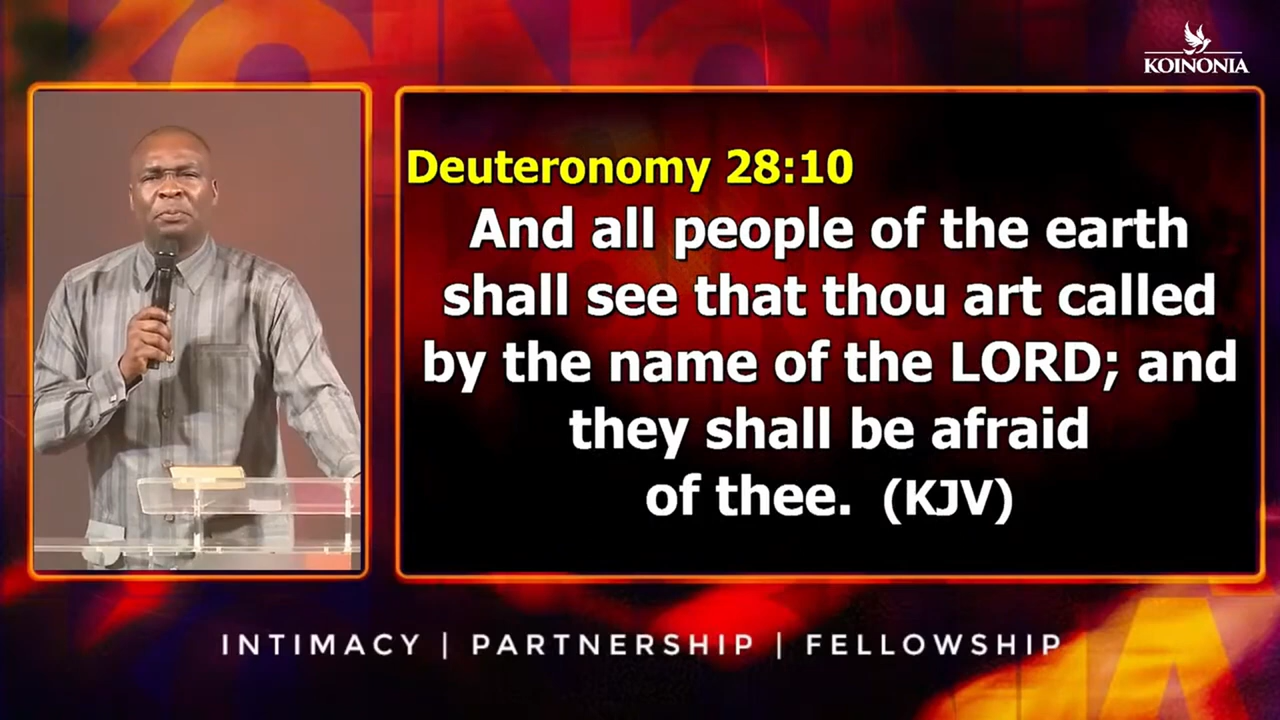 KOINONIA
Deuteronomy 28:10
And all people of the earth
shall see that thou art called
by the name of the LORD; and
they shall be afraid
of thee. (KJV)
INTIMACY | PARTNERSHIP | FELLOWSHIP